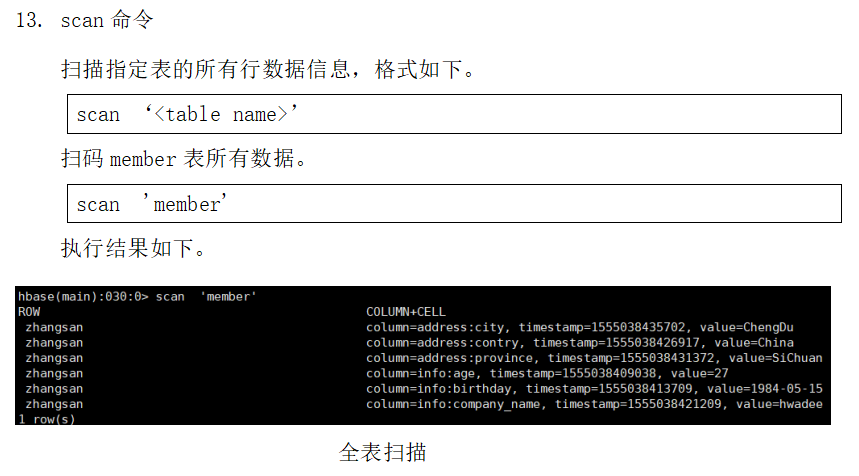 13. scan 命令
扫描指定表的所有行数据信息，格式如下。
scan ‘<table name>’
扫码 member 表所有数据。
scan 'member'
执行结果如下。
hbase(main):030:0> scan 'member'
ROW COLUMN+CELL
zhangsan column=address:city, timestamp=1555038435702, value=ChengDu
zhangsan column=address:contry, timestamp=1555038426917, value=China
zhangsan column=address:province, timestamp=1555038431372, value=SiChuan
zhangsan column=info:age, timestamp=1555038409038, value=27
zhangsan column=info:birthday, timestamp=1555038413709, value=1984-05-15
zhangsan column=info:company_name, timestamp=1555038421209, value=hwadee
1 row(s)
全表扫描